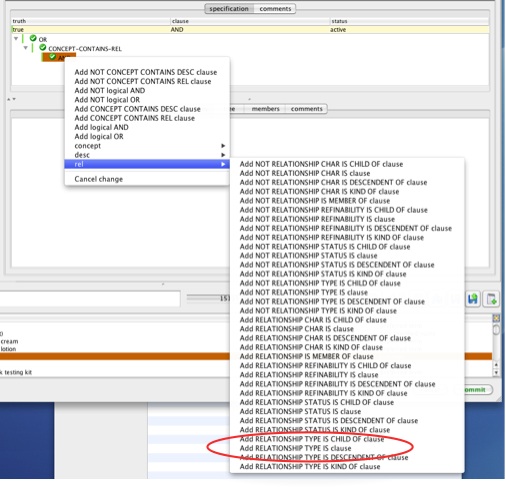 specification comments
truth clause status
true AND active
OR
CONCEPT-CONTAINS-REL
Add NOT CONCEPT CONTAINS DESC clause
Add NOT CONCEPT CONTAINS REL clause
Add NOT logical AND
Add NOT logical OR
Add CONCEPT CONTAINS DESC clause
Add CONCEPT CONTAINS REL clause
Add logical AND
Add logical OR
concept
desc
rel
Cancel change
members comments
Add NOT RELATIONSHIP CHAR IS CHILD OF clause
Add NOT RELATIONSHIP CHAR IS clause
Add NOT RELATIONSHIP CHAR IS DESCENDENT OF clause
Add NOT RELATIONSHIP CHAR IS KIND OF clause
Add NOT RELATIONSHIP IS MEMBER OF clause
Add NOT RELATIONSHIP REFINABILITY IS CHILD OF clause
Add NOT RELATIONSHIP REFINABILITY IS clause
Add NOT RELATIONSHIP REFINABILITY IS DESCENDENT OF clause
Add NOT RELATIONSHIP REFINABILITY IS KIND OF clause
Add NOT RELATIONSHIP STATUS IS CHILD OF clause
Add NOT RELATIONSHIP STATUS IS clause
Add NOT RELATIONSHIP STATUS IS DESCENDENT OF clause
Add NOT RELATIONSHIP STATUS IS KIND OF clause
Add NOT RELATIONSHIP TYPE IS CHILD OF clause
Add NOT RELATIONSHIP TYPE IS clause
Add NOT RELATIONSHIP TYPE IS DESCENDENT OF clause
Add NOT RELATIONSHIP TYPE IS KIND OF clause
Add RELATIONSHIP CHAR IS CHILD OF clause
Add RELATIONSHIP CHAR IS clause
Add RELATIONSHIP CHAR IS DESCENDENT OF clause
Add RELATIONSHIP CHAR IS KIND OF clause
Add RELATIONSHIP IS MEMBER OF clause
Add RELATIONSHIP REFINABILITY IS CHILD OF clause
Add RELATIONSHIP REFINABILITY IS clause
Add RELATIONSHIP REFINABILITY IS DESCENDENT OF clause
Add RELATIONSHIP REFINABILITY IS KIND OF clause
Add RELATIONSHIP STATUS IS CHILD OF clause
Add RELATIONSHIP STATUS IS clause
Add RELATIONSHIP STATUS IS DESCENDENT OF clause
Add RELATIONSHIP STATUS IS KIND OF clause
Add RELATIONSHIP TYPE IS CHILD OF clause
Add RELATIONSHIP TYPE IS clause
Add RELATIONSHIP TYPE IS DESCENDENT OF clause
Add RELATIONSHIP TYPE IS KIND OF clause
cream
lotion
testing kit